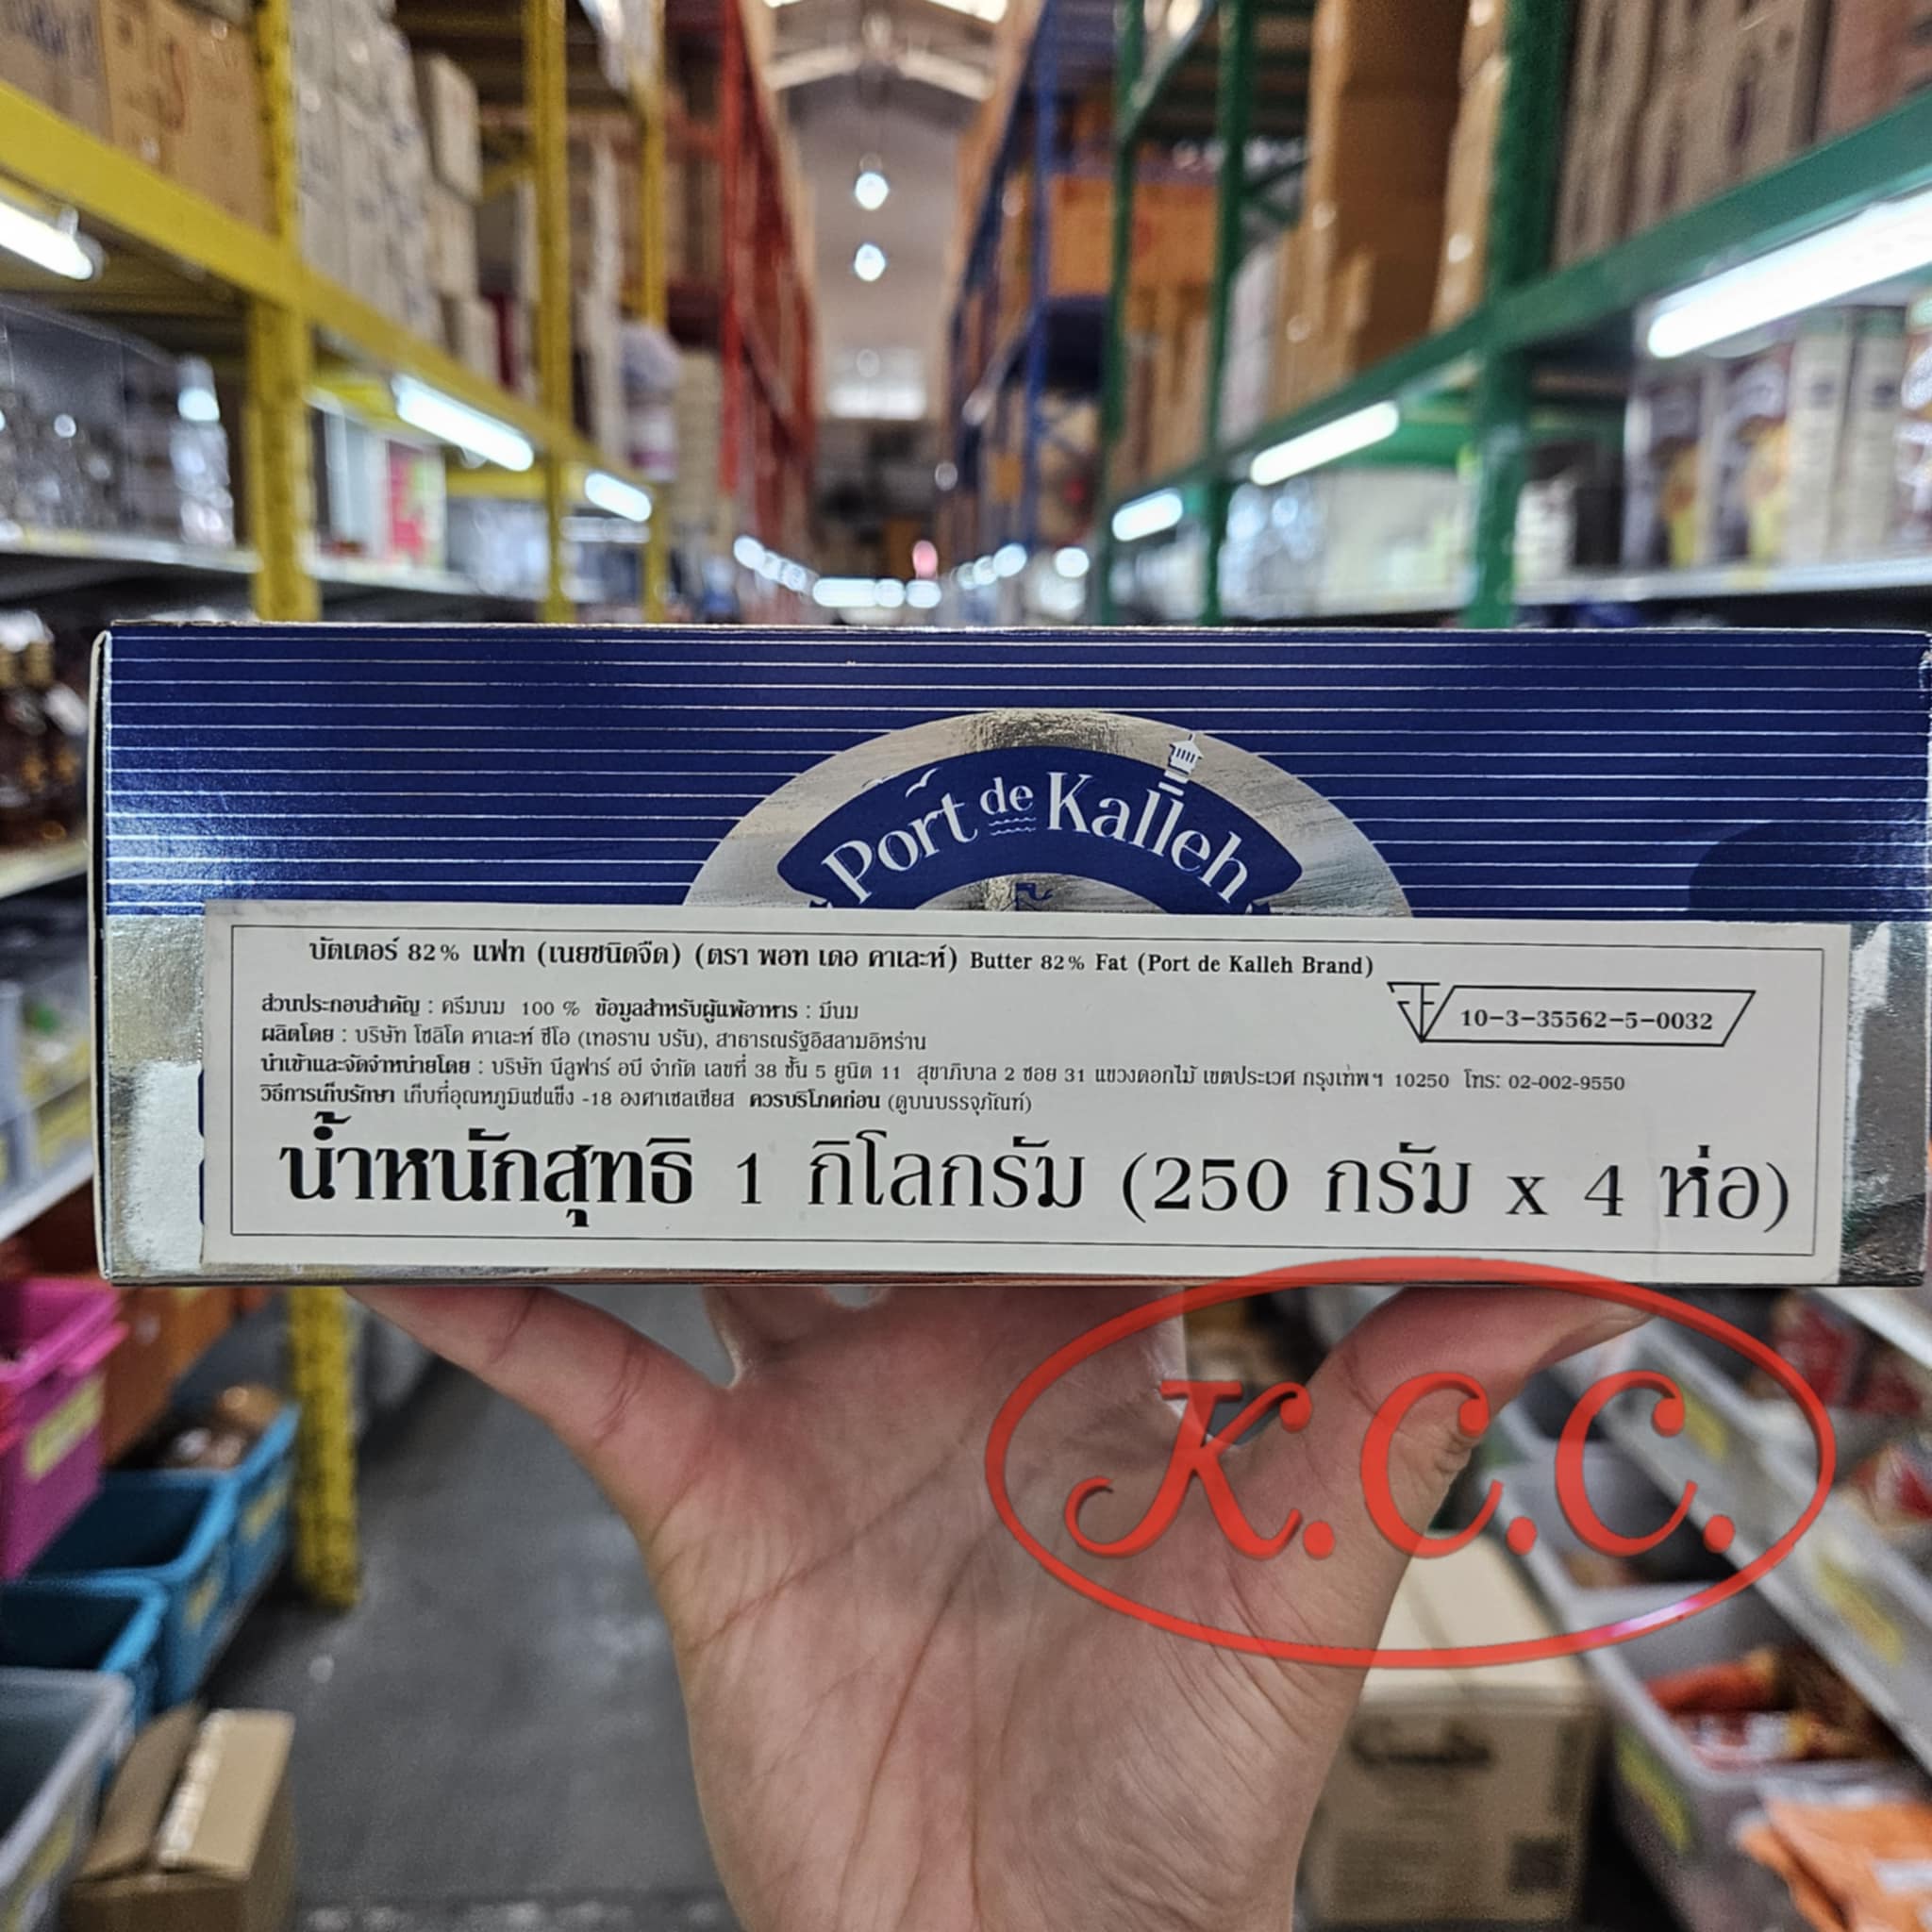 Port de Kalleh
บัตเตอร์ 82% แฟท (เนยชนิดจืด) (ตรา พอท เดอ คาเละห์) Butter 82% Fat (Port de Kalleh Brand)
ส่วนประกอบสำคัญ : ครีมนม 100 % ข้อมูลสำหรับผู้แพ้อาหาร : มีนม
10-3-35562-5-0032
ผลิตโดย : บริษัท โซลิโค คาเละห์ ซีโอ (เทอราน บรัน), สาธารณรัฐอิสลามอิหร่าน
นำเข้าและจัดจำหน่ายโดย : บริษัท นีลูฟาร์ อบี จำกัด เลขที่ 38 ชั้น 5 ยูนิต 11 สุขาภิบาล 2 ซอย 31 แขวงดอกไม้ เขตประเวศ กรุงเทพฯ 10250 โทร: 02-002-9550
วิธีการเก็บรักษา เก็บที่อุณหภูมิแช่แข็ง -18 องศาเซลเซียส ควรบริโภคก่อน (ดูบนบรรจุภัณฑ์)
น้ำหนักสุทธิ 1 กิโลกรัม (250 กรัม x 4 ห่อ)
K.C.C.